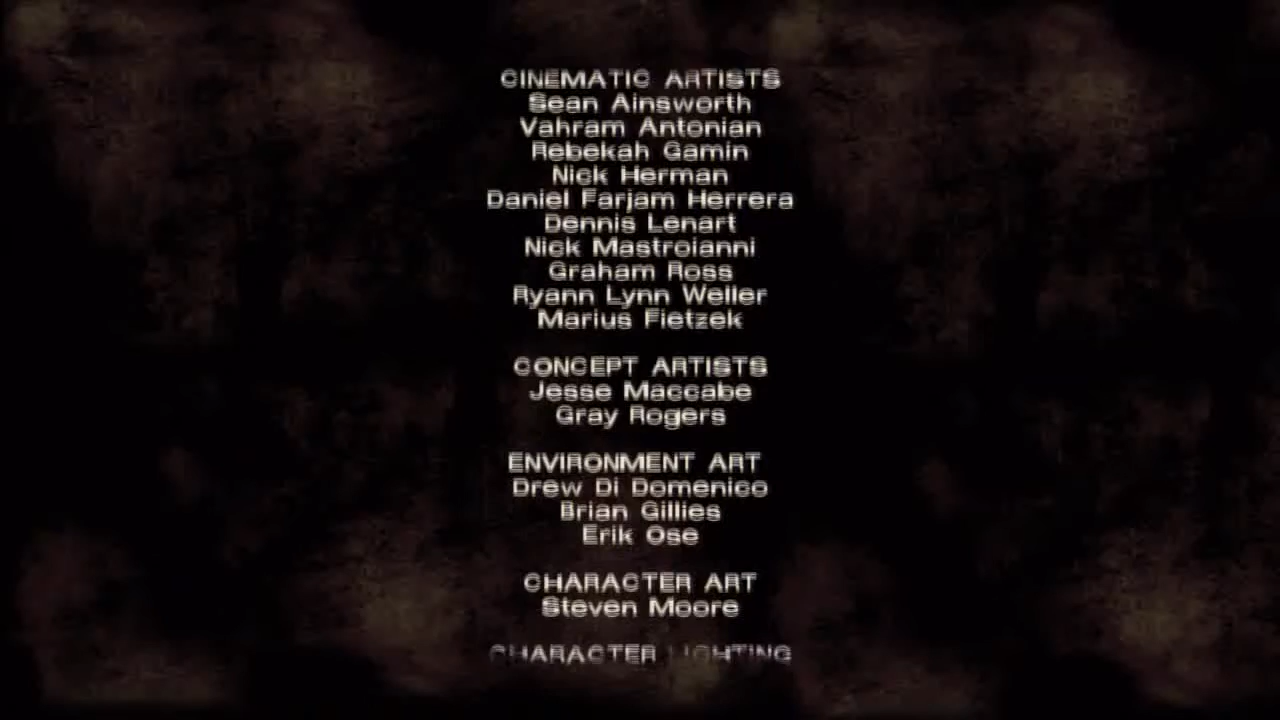 CINEMATIC ARTISTS
Sean Ainsworth
Vahram Antonian
Rebekah Gamin
Nick Herman
Daniel Farjam Herrera
Dennis Lenart
Nick Mastroianni
Graham Ross
Ryann Lynn Weller
Marius Fietzek
CONCEPT ARTISTS
Jesse Maccabe
Gray Rogers
ENVIRONMENT ART
Drew Di Domenico
Brian Gillies
Erik Ose
CHARACTER ART
Steven Moore
CHARACTER LIGHTING